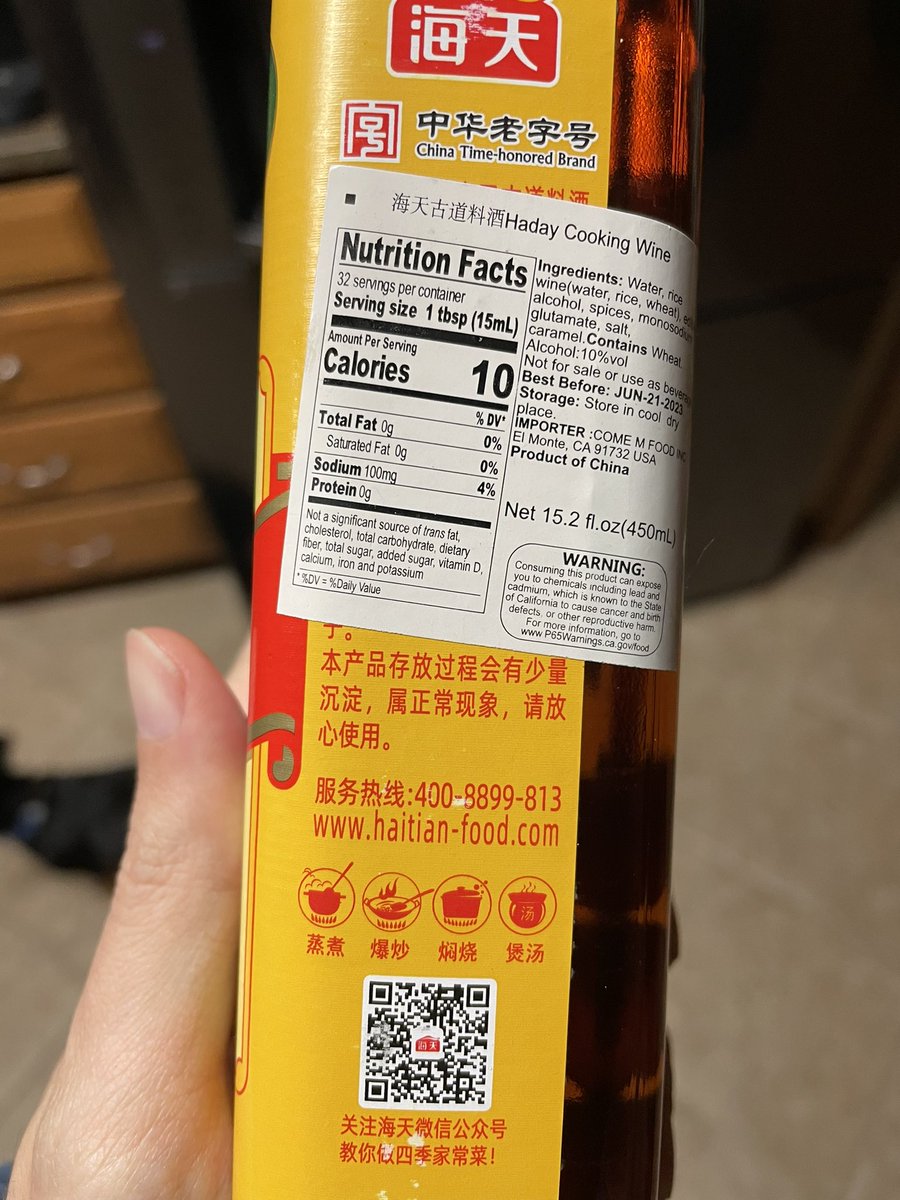 海天
中华老字号
China Time-honored Brand
海天古道料酒Haday Cooking Wine
Nutrition Facts
32 servings per container
Serving size 1 tbsp (15mL)
Amount Per Serving
Calories 10
% DV*
Total Fat 0g 0%
Saturated Fat 0g 0%
Sodium 100mg 4%
Protein 0g
Not a significant source of trans fat,
cholesterol, total carbohydrate, dietary
fiber, total sugar, added sugar, vitamin D,
calcium, iron and potassium
*%DV = %Daily Value
Ingredients: Water, rice
wine(water, rice, wheat),
alcohol, spices,
glutamate, salt,
caramel.Contains Wheat.
Alcohol:10%vol
Not for sale or use as
Best Before: JUN-21-2023
Storage: Store in cool dry
place.
IMPORTER :COME M FOOD INC
El Monte, CA 91732 USA
Product of China
Net 15.2 fl.oz(450mL)
WARNING:
Consuming this product can expose
you to chemicals including lead and
cadmium, which is known to the State
of California to cause cancer and birth
defects, or other reproductive harm.
For more information, go to
www.P65Warnings.ca.gov/food
子。
本产品存放过程会有少量
沉淀，属正常现象，请放
心使用。
服务热线:400-8899-813
www.haitian-food.com
汤
蒸煮 爆炒 焖烧 煲汤
海天
关注海天微信公众号
教你做四季家常菜！